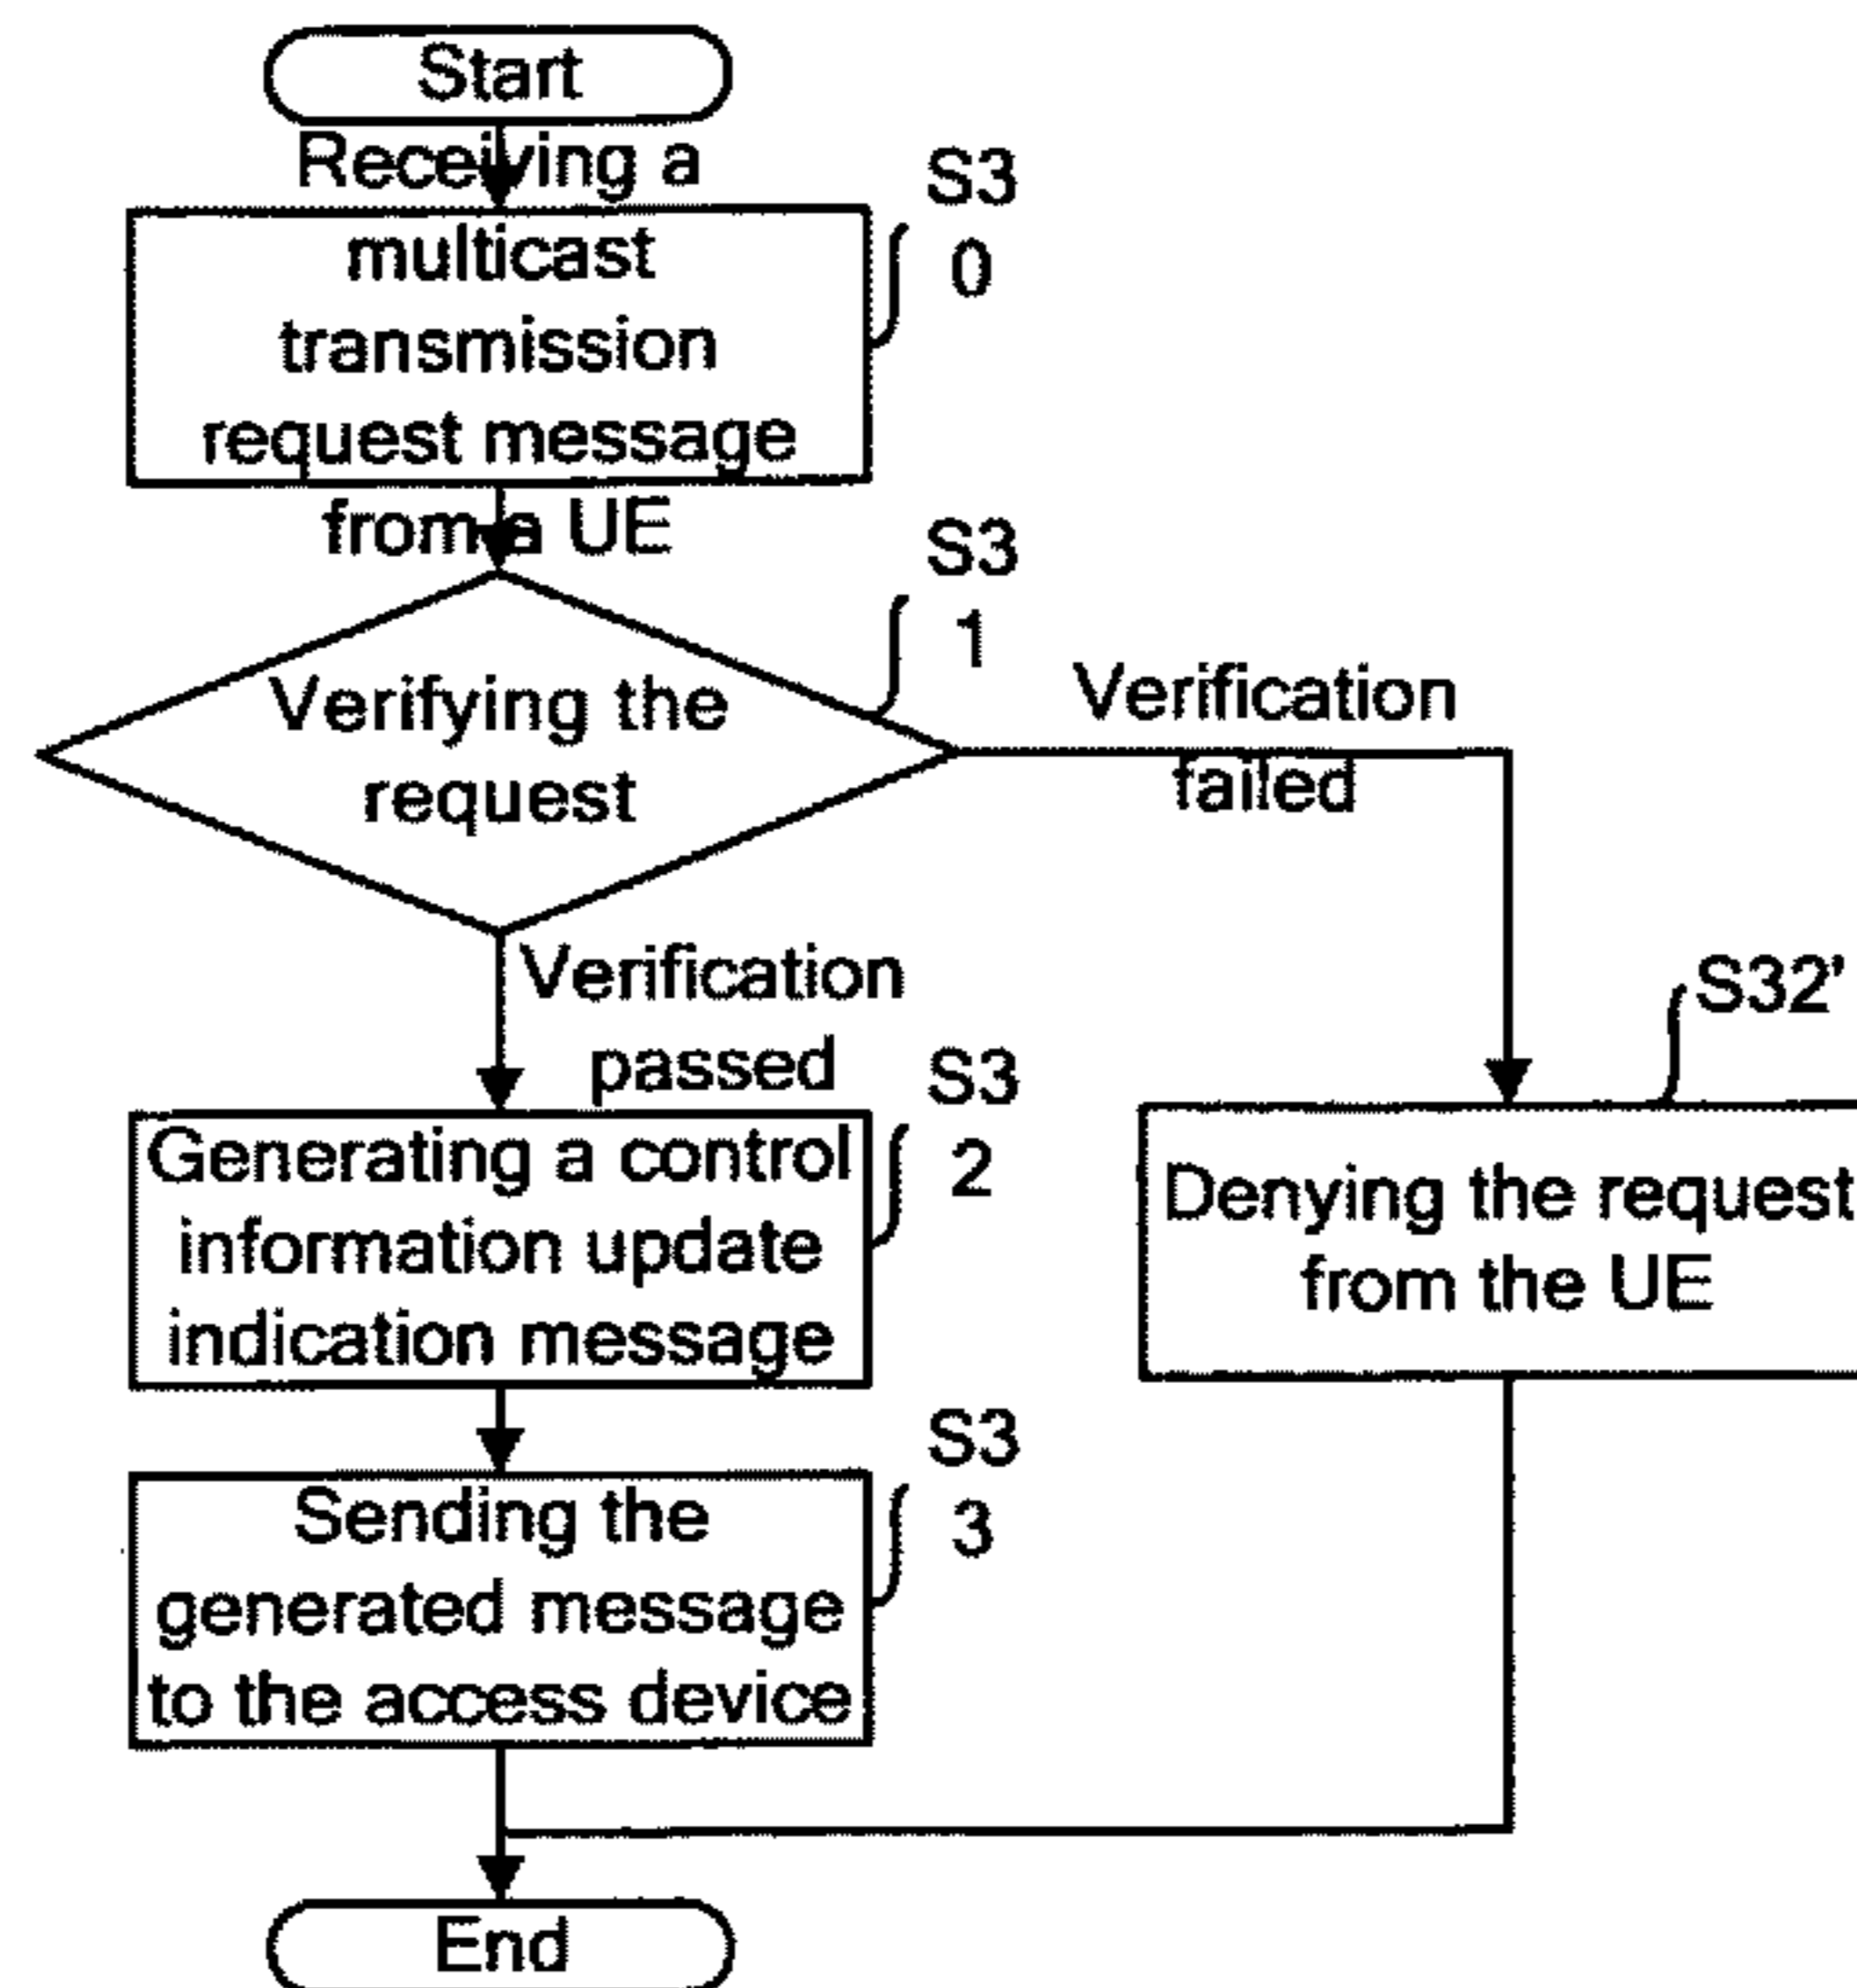 Start
Receiving a
multicast
transmission
request message
from a UE
S3
0
Verifying the
request
S3
1
Verification
failed
Verification
passed
Generating a control
information update
indication message
S3
2
Denying the request
from the UE
S32'
Sending the
generated message
to the access device
S3
3
End